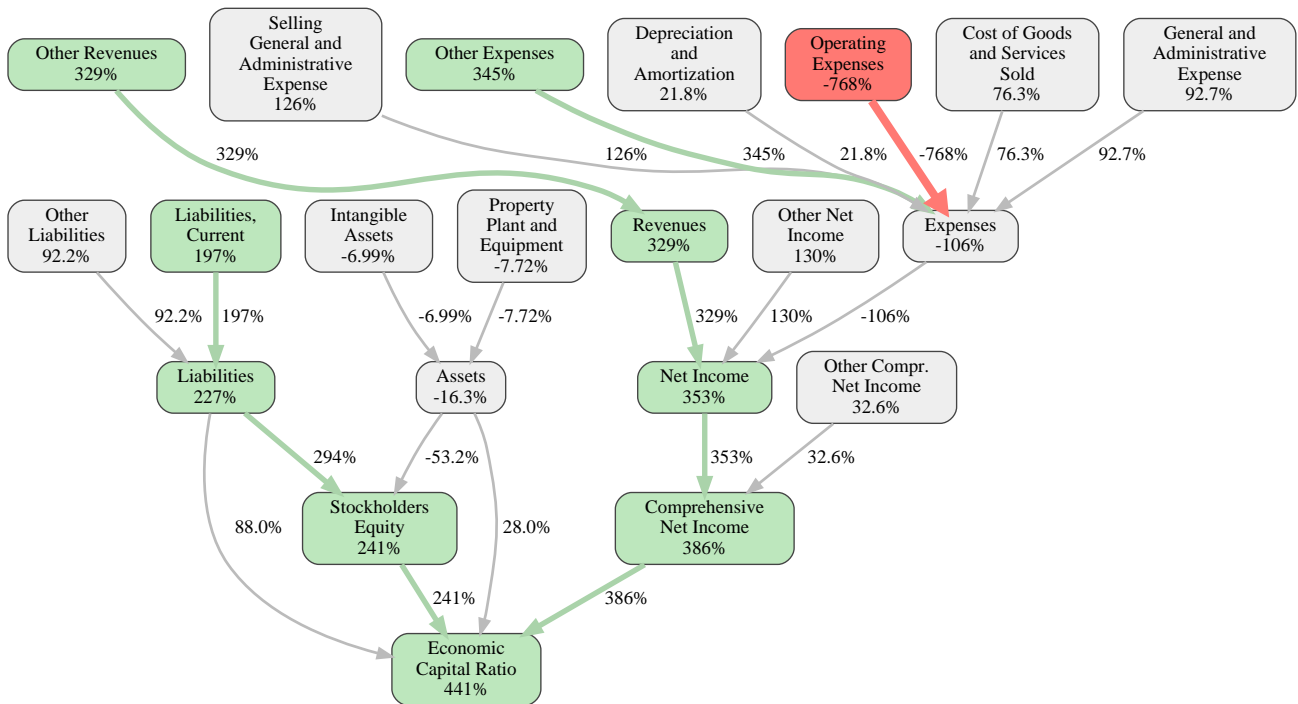 Other Revenues
329%
Selling
General and
Administrative
Expense
126%
Other Expenses
345%
Depreciation
and
Amortization
21.8%
Operating
Expenses
-768%
Cost of Goods
and Services
Sold
76.3%
General and
Administrative
Expense
92.7%
329%
126%
345%
21.8%
-768%
76.3%
92.7%
Other
Liabilities
92.2%
Liabilities,
Current
197%
Intangible
Assets
-6.99%
Property
Plant and
Equipment
-7.72%
Revenues
329%
Other Net
Income
130%
Expenses
-106%
92.2%
197%
-6.99%
-7.72%
329%
130%
-106%
Liabilities
227%
Assets
-16.3%
Net Income
353%
Other Compr.
Net Income
32.6%
294%
-53.2%
353%
32.6%
88.0%
Stockholders
Equity
241%
28.0%
Comprehensive
Net Income
386%
241%
386%
Economic
Capital Ratio
441%